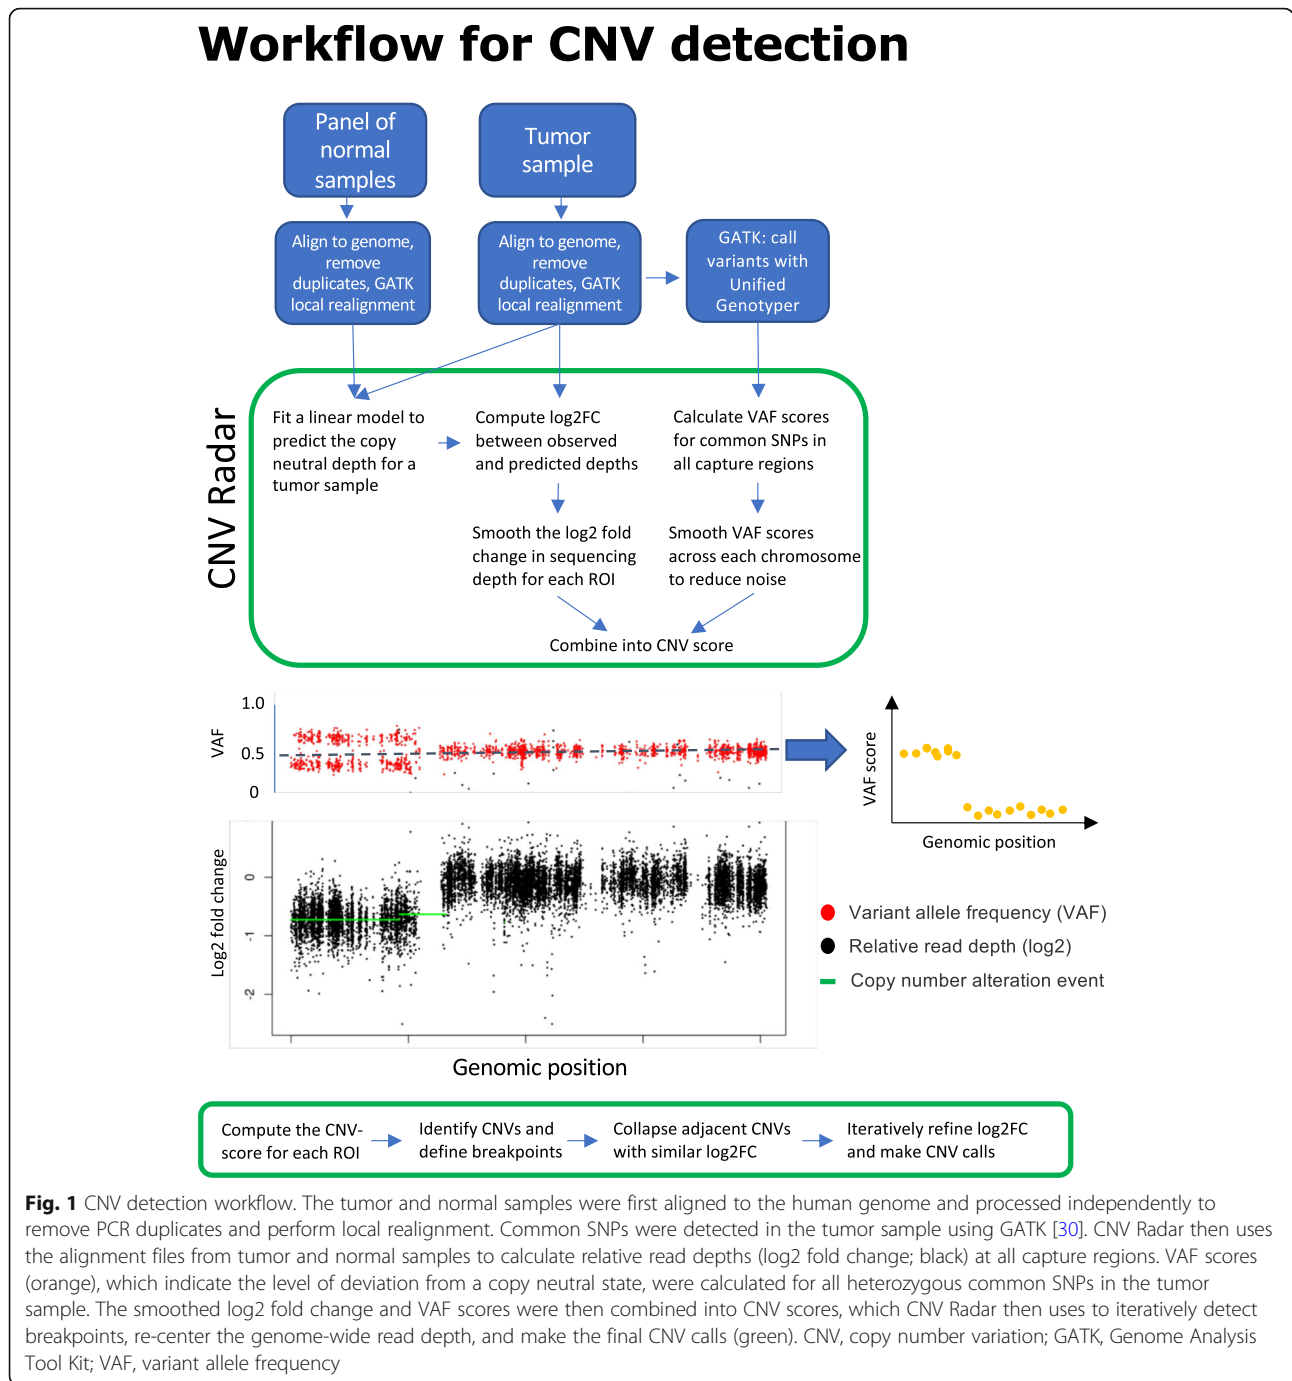 Workflow for CNV detection
Panel of
normal
samples
Tumor
sample
Align to genome,
remove
duplicates, GATK
local realignment
Align to genome,
remove
duplicates, GATK
local realignment
GATK: call
variants with
Unified
Genotyper
CNV Radar
Fit a linear model to
predict the copy
neutral depth for a
tumor sample
Compute log2FC
between observed
and predicted depths
Calculate VAF scores
for common SNPs in
all capture regions
Smooth the log2 fold
change in sequencing
depth for each ROI
Smooth VAF scores
across each chromosome
to reduce noise
Combine into CNV score
VAF
1.0
0.5
0
VAF score
Genomic position
Log2 fold change
0
-1
-2
Genomic position
Variant allele frequency (VAF)
Relative read depth (log2)
Copy number alteration event
Compute the CNV-
score for each ROI
Identify CNVs and
define breakpoints
Collapse adjacent CNVs
with similar log2FC
Iteratively refine log2FC
and make CNV calls
Fig. 1 CNV detection workflow. The tumor and normal samples were first aligned to the human genome and processed independently to
remove PCR duplicates and perform local realignment. Common SNPs were detected in the tumor sample using GATK [30]. CNV Radar then uses
the alignment files from tumor and normal samples to calculate relative read depths (log2 fold change; black) at all capture regions. VAF scores
(orange), which indicate the level of deviation from a copy neutral state, were calculated for all heterozygous common SNPs in the tumor
sample. The smoothed log2 fold change and VAF scores were then combined into CNV scores, which CNV Radar then uses to iteratively detect
breakpoints, re-center the genome-wide read depth, and make the final CNV calls (green). CNV, copy number variation; GATK, Genome Analysis
Tool Kit; VAF, variant allele frequency